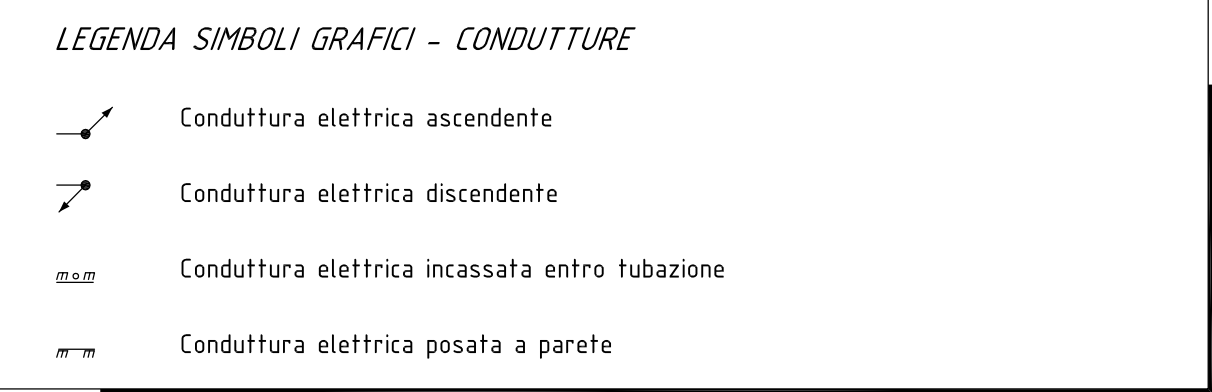 LEGENDA SIMBOLI GRAFICI - CONDUTTURE
Conduttura elettrica ascendente
Conduttura elettrica discendente
Conduttura elettrica incassata entro tubazione
Conduttura elettrica posata a parete